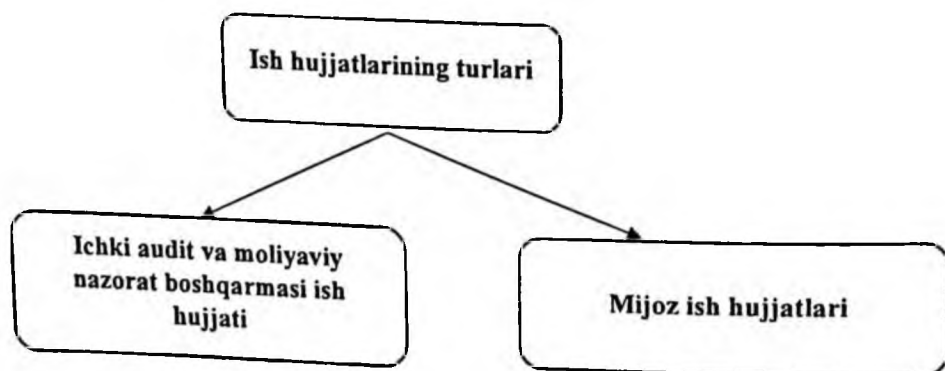 Ish hujjatlarining turlari
Ichki audit va moliyaviy
nazorat boshqarmasi ish
hujjati
Mijoz ish hujjatlari